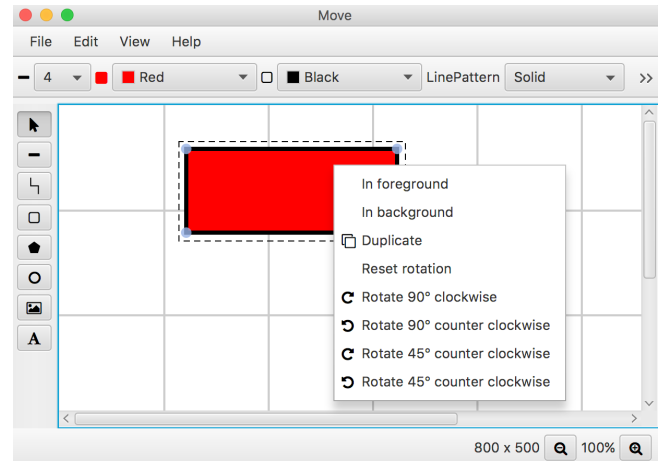 Move
File Edit View Help
4 Red Black LinePattern Solid >>
A
In foreground
In background
Duplicate
Reset rotation
Rotate 90° clockwise
Rotate 90° counter clockwise
Rotate 45° counter clockwise
Rotate 45° counter clockwise
800 x 500 100%